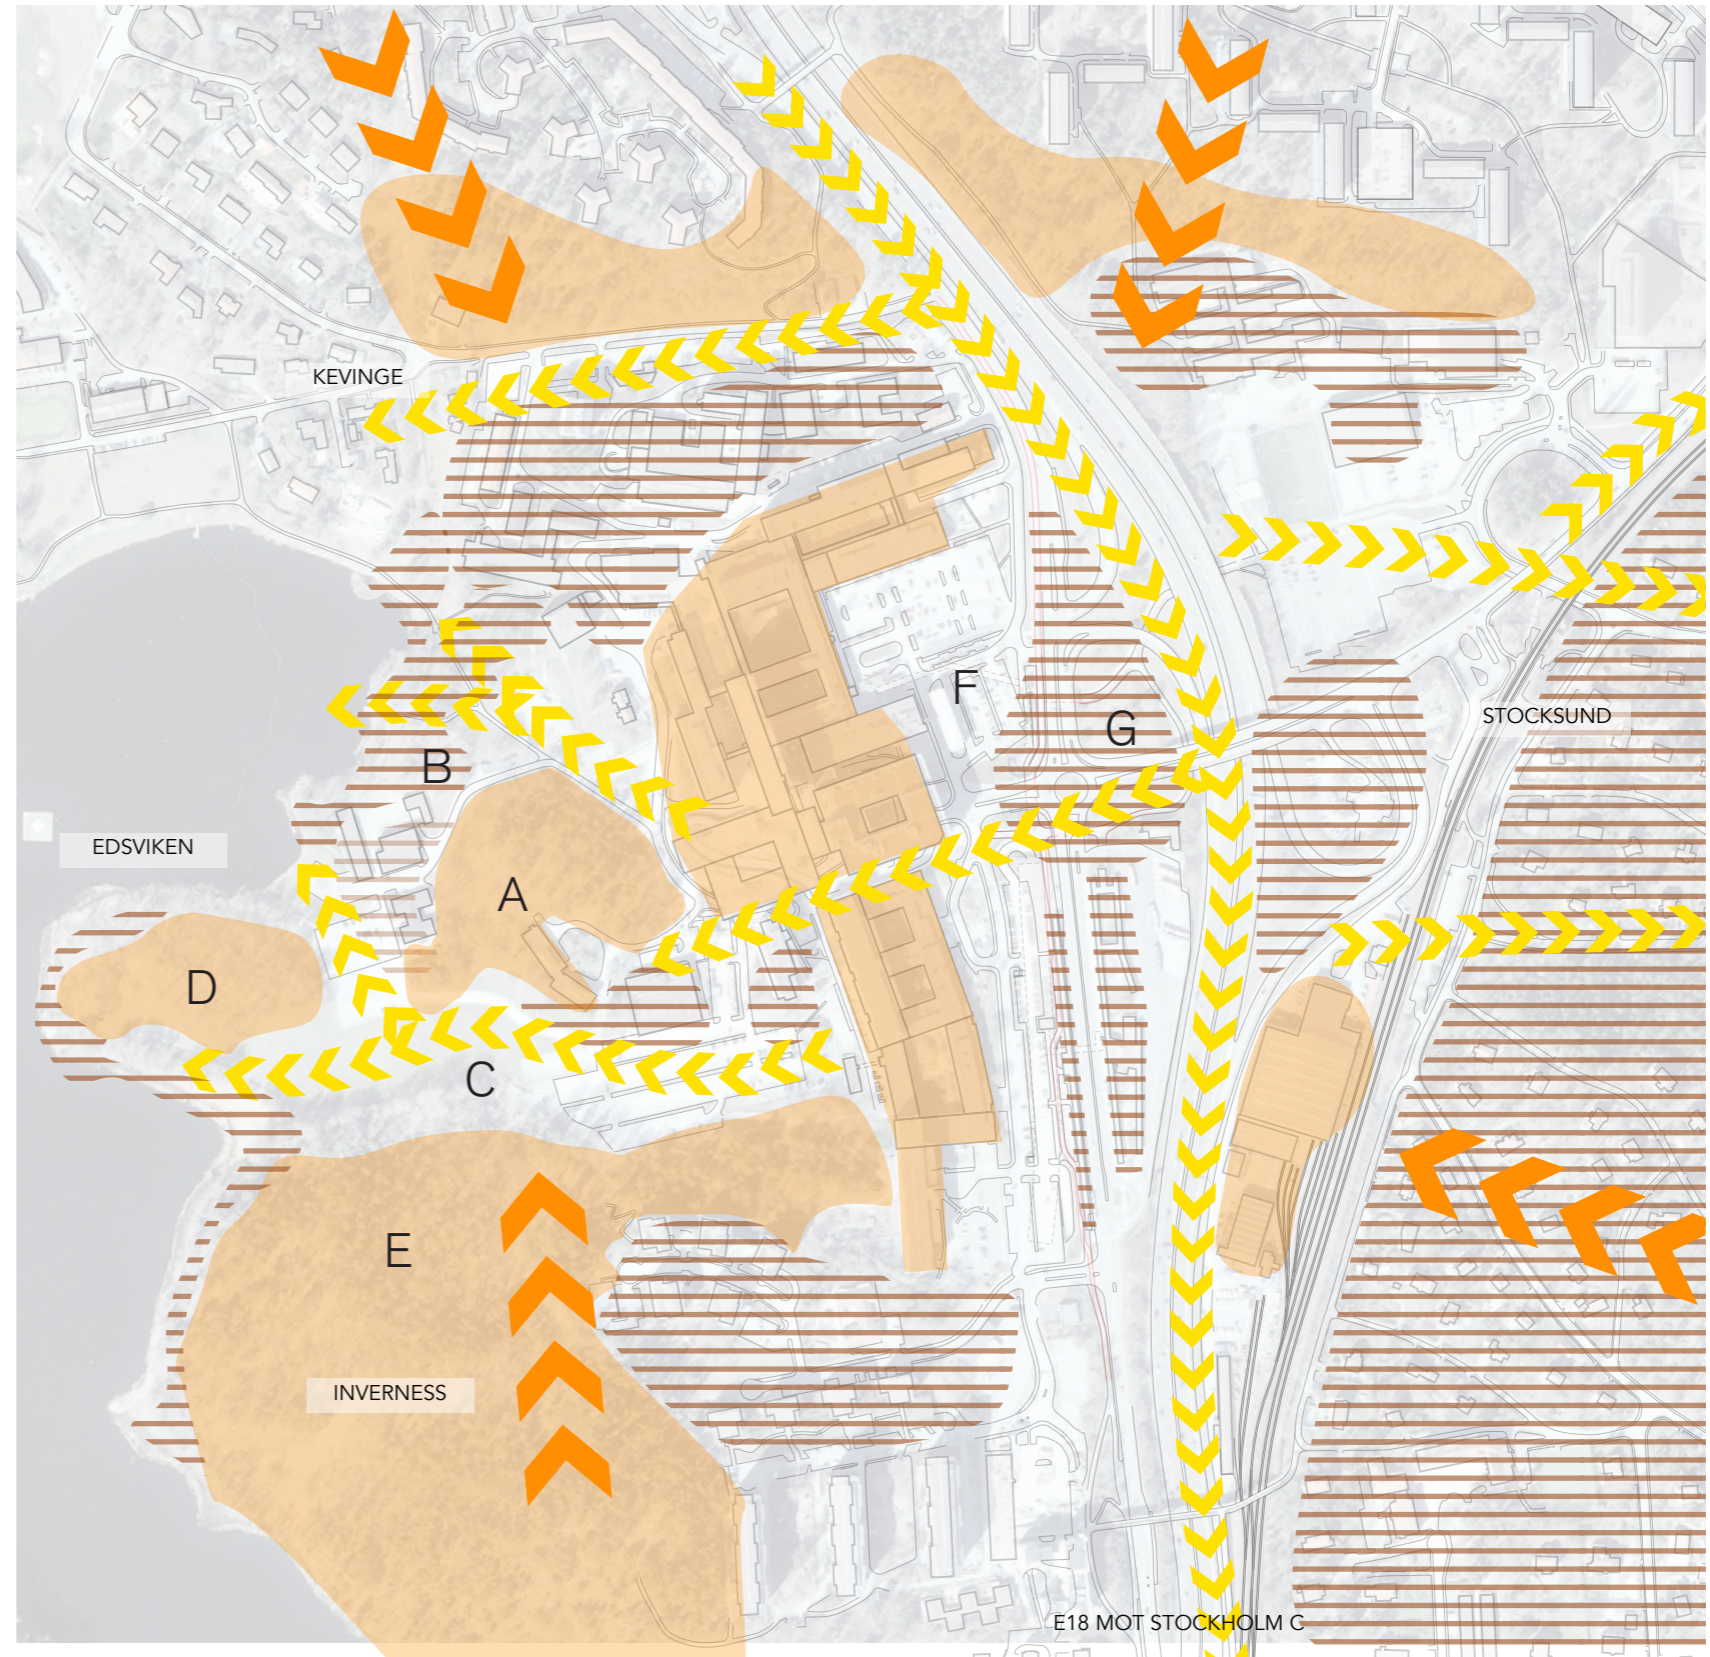 KEVINGE
F
STOCKSUND
G
B
EDSVIKEN
A
D
C
E
INVERNESS
E18 MOT STOCKHOLM C